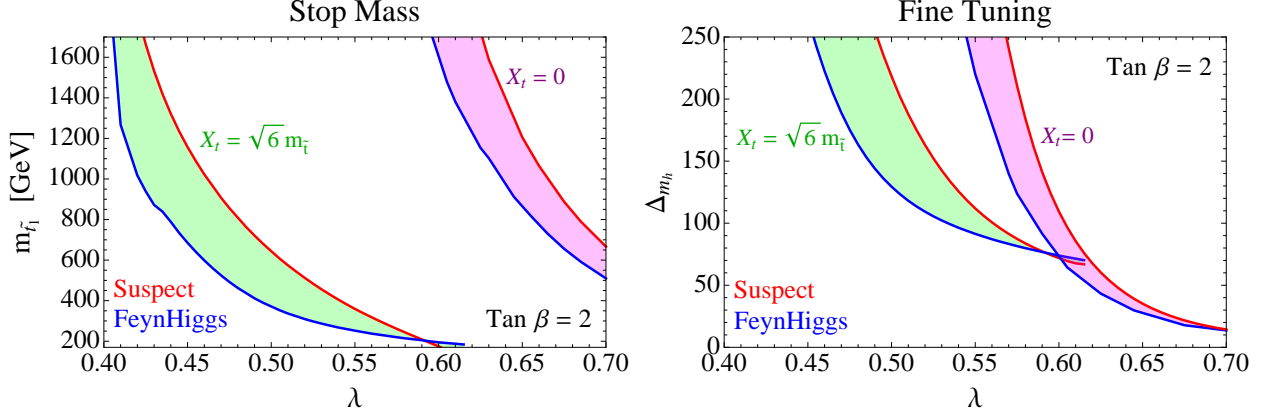 Stop Mass
m_{t̃_1} [GeV]
1600
1400
1200
1000
800
600
400
200
X_t = 0
X_t = √6 m_{t̃}
Suspect
FeynHiggs
Tan β = 2
0.40 0.45 0.50 0.55 0.60 0.65 0.70
λ
Fine Tuning
Δ_{m_h}
250
200
150
100
50
0
Tan β = 2
X_t = √6 m_{t̃}
X_t = 0
Suspect
FeynHiggs
0.40 0.45 0.50 0.55 0.60 0.65 0.70
λ